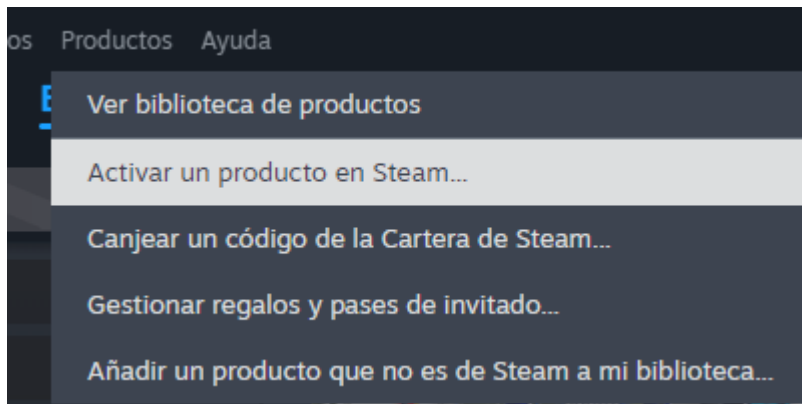 os Productos Ayuda
Ver biblioteca de productos
Activar un producto en Steam...
Canjear un código de la Cartera de Steam...
Gestionar regalos y pases de invitado...
Añadir un producto que no es de Steam a mi biblioteca...